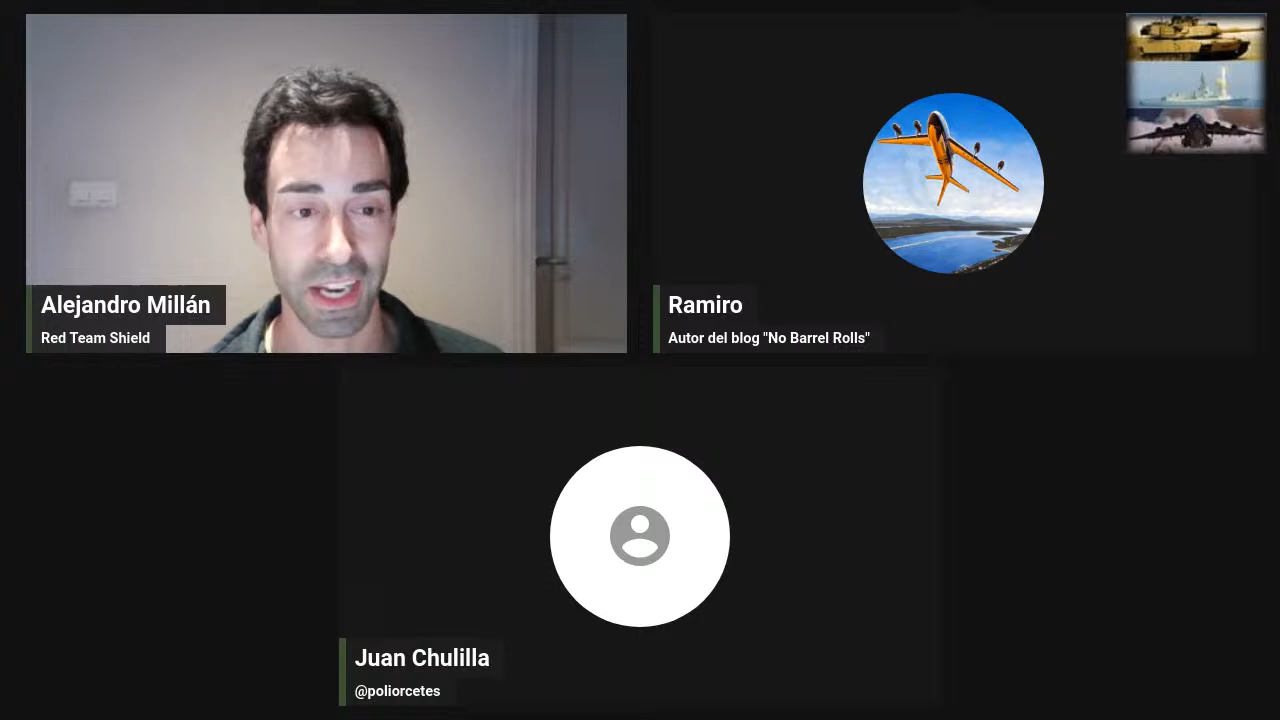 Alejandro Millán
Red Team Shield
Ramiro
Autor del blog "No Barrel Rolls"
Juan Chulilla
@poliorcetes